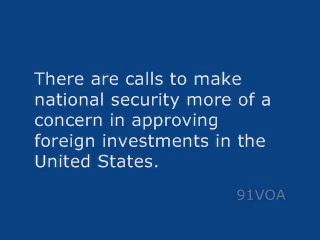 There are calls to make
national security more of a
concern in approving
foreign investments in the
United States.
91VOA